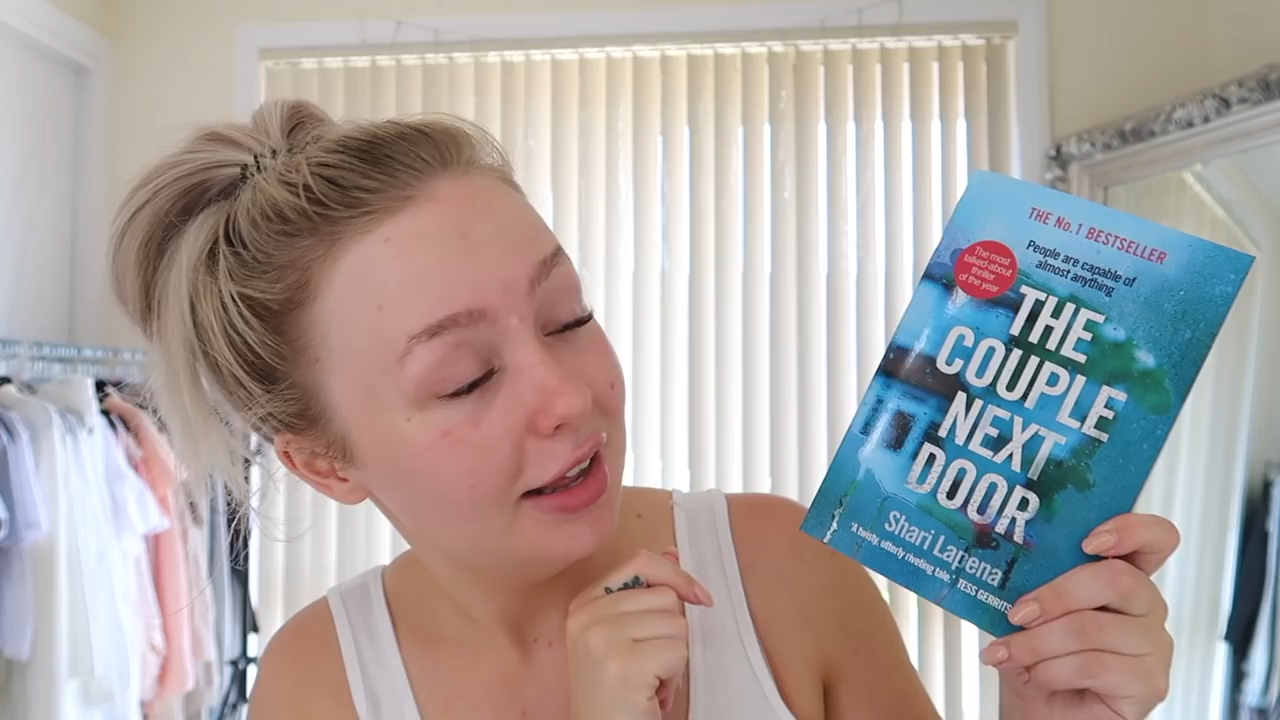 THE No.1 BESTSELLER
People are capable of
almost anything
The most
talked-about
thriller
of the year
THE
COUPLE
NEXT
DOOR
Shari Lapena
'A twisty, utterly riveting tale.' TESS GERRITS